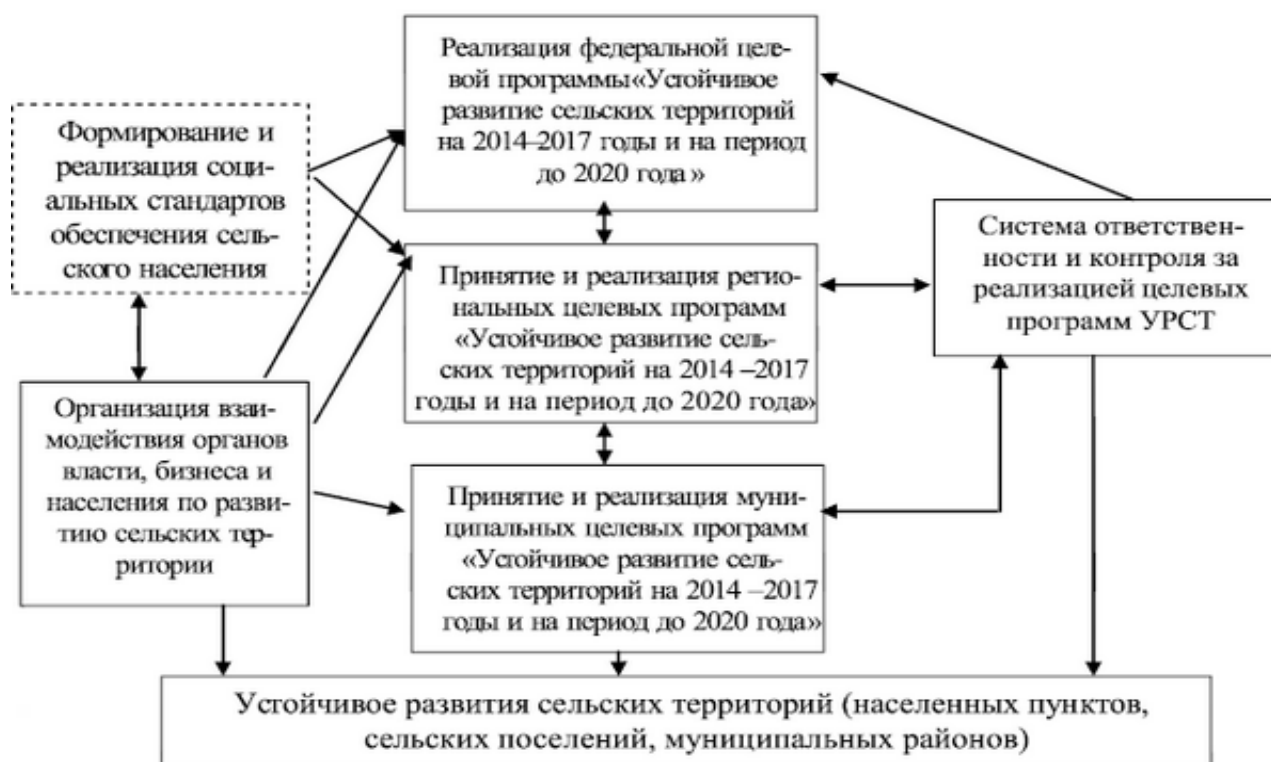 Реализация федеральной целе-
вой программы«Устойчивое
развитие сельских территорий
на 2014–2017 годы и на период
до 2020 года»
Формирование и
реализация соци-
альных стандартов
обеспечения сель-
ского населения
Система ответствен-
ности и контроля за
реализацией целевых
программ УРСТ
Принятие и реализация регио-
нальных целевых программ
«Устойчивое развитие сель-
ских территорий на 2014 –2017
годы и на период до 2020 года»
Организация взаи-
модействия органов
власти, бизнеса и
населения по разви-
тию сельских тер-
ритории
Принятие и реализация муни-
ципальных целевых программ
«Устойчивое развитие сель-
ских территорий на 2014 –2017
годы и на период до 2020 года»
Устойчивое развития сельских территорий (населенных пунктов,
сельских поселений, муниципальных районов)